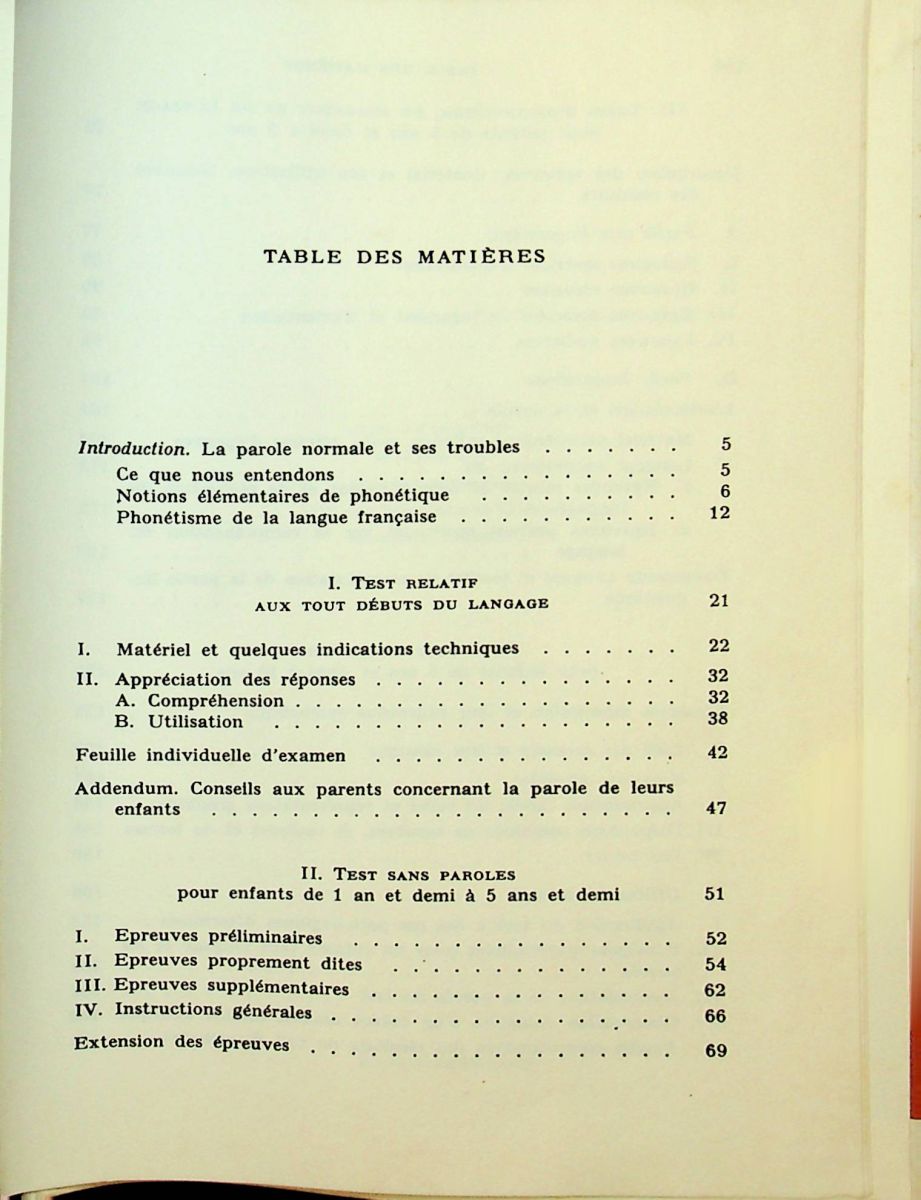 TABLE DES MATIÈRES
Introduction. La parole normale et ses troubles . . . . . . . 5
Ce que nous entendons . . . . . . . . . . . . . . . . 5
Notions élémentaires de phonétique . . . . . . . . . . 6
Phonétisme de la langue française . . . . . . . . . . . 12
I. TEST RELATIF
AUX TOUT DÉBUTS DU LANGAGE 21
I. Matériel et quelques indications techniques . . . . . . . 22
II. Appréciation des réponses . . . . . . . . . . . . . . . 32
A. Compréhension . . . . . . . . . . . . . . . . . . . 32
B. Utilisation . . . . . . . . . . . . . . . . . . . . 38
Feuille individuelle d'examen . . . . . . . . . . . . . . . 42
Addendum. Conseils aux parents concernant la parole de leurs
enfants . . . . . . . . . . . . . . . . . . . . . . 47
II. TEST SANS PAROLES
pour enfants de 1 an et demi à 5 ans et demi 51
I. Epreuves préliminaires . . . . . . . . . . . . . . . . 52
II. Epreuves proprement dites . . . . . . . . . . . . . . 54
III. Epreuves supplémentaires . . . . . . . . . . . . . . . 62
IV. Instructions générales . . . . . . . . . . . . . . . . . 66
Extension des épreuves . . . . . . . . . . . . . . . . . . 69